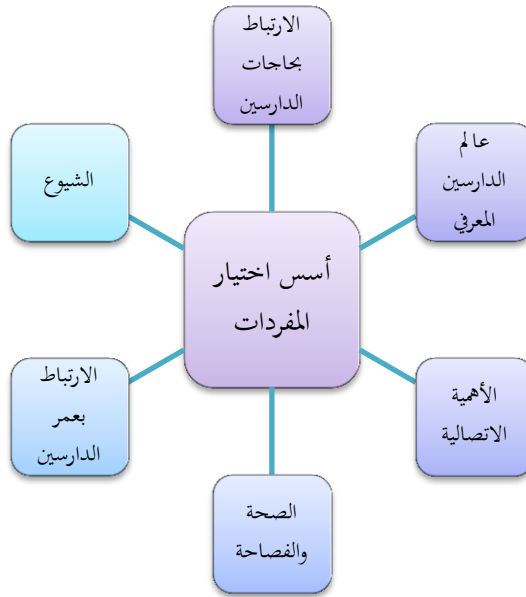 الارتباط
بحاجات
الدارسين
عالم
الدارسين
المعرفي
الشيوع
أسس اختيار
المفردات
الأهمية
الاتصالية
الارتباط
بعمر
الدارسين
الصحة
والفصاحة